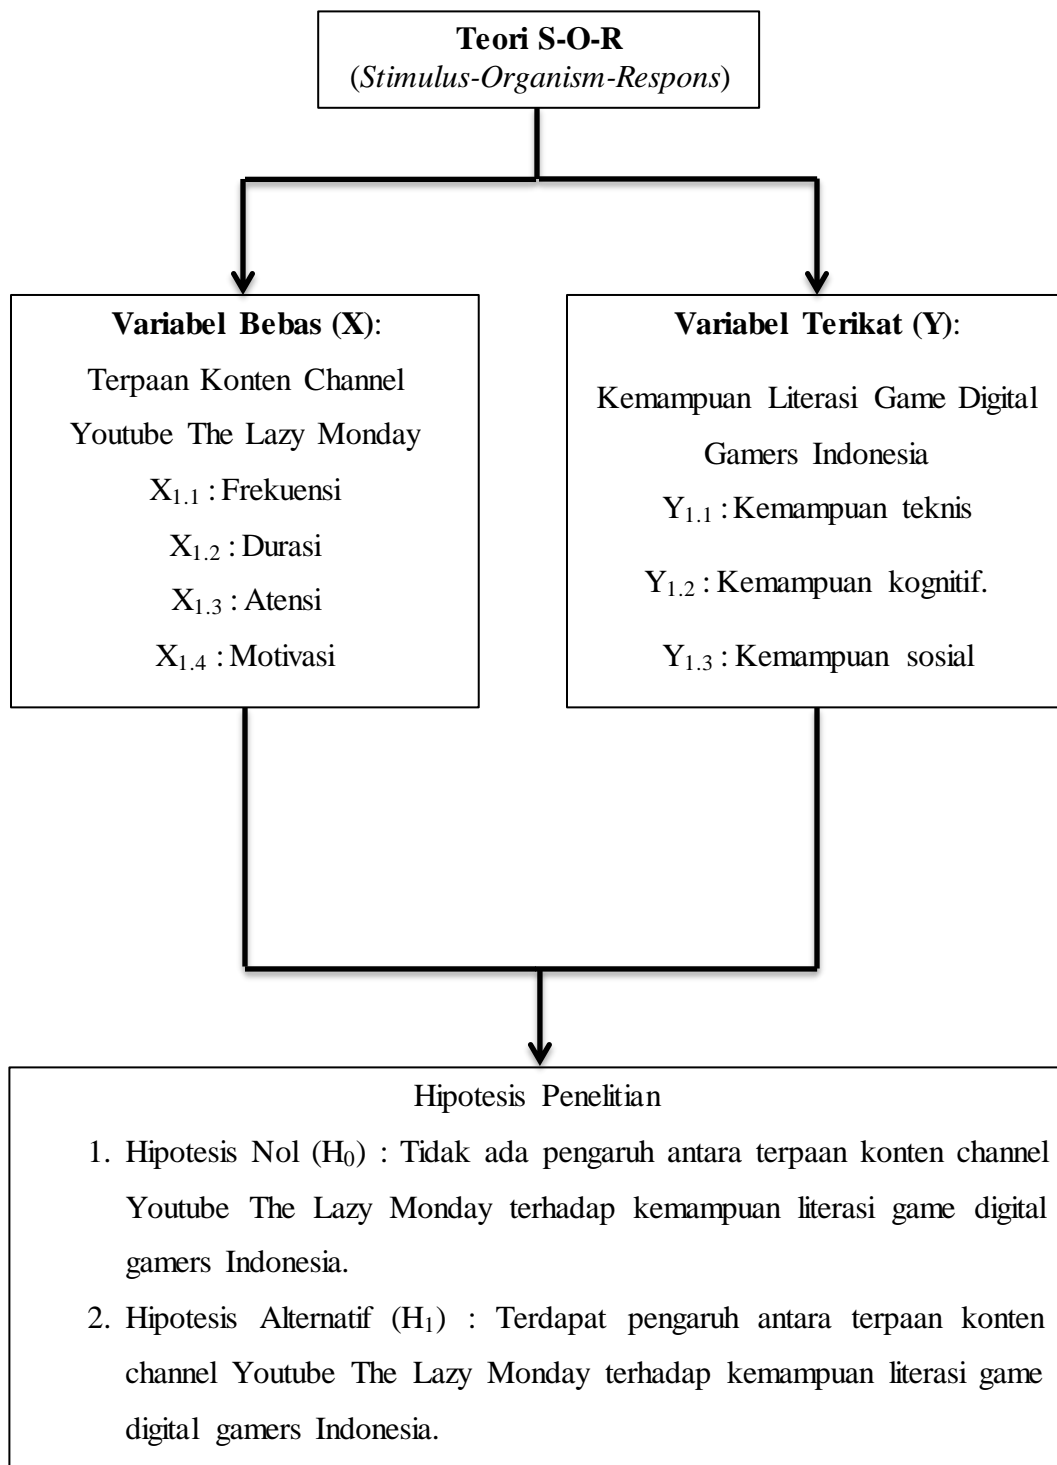 Teori S-O-R
(Stimulus-Organism-Respons)
Variabel Bebas (X):
Terpaan Konten Channel
Youtube The Lazy Monday
X1.1 : Frekuensi
X1.2 : Durasi
X1.3 : Atensi
X1.4 : Motivasi
Variabel Terikat (Y):
Kemampuan Literasi Game Digital
Gamers Indonesia
Y1.1 : Kemampuan teknis
Y1.2 : Kemampuan kognitif.
Y1.3 : Kemampuan sosial
Hipotesis Penelitian
1. Hipotesis Nol (H0) : Tidak ada pengaruh antara terpaan konten channel
Youtube The Lazy Monday terhadap kemampuan literasi game digital
gamers Indonesia.
2. Hipotesis Alternatif (H1) : Terdapat pengaruh antara terpaan konten
channel Youtube The Lazy Monday terhadap kemampuan literasi game
digital gamers Indonesia.